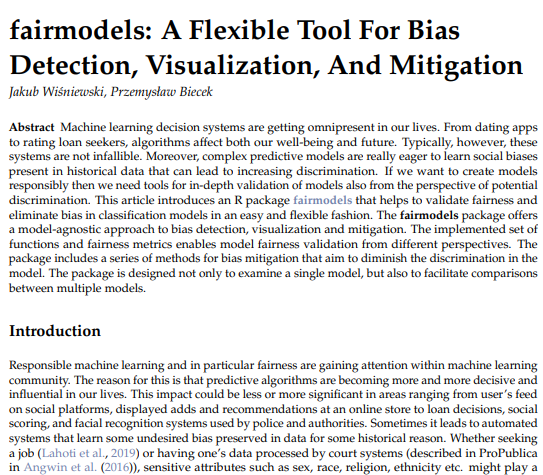 fairmodels: A Flexible Tool For Bias
Detection, Visualization, And Mitigation
Jakub Wiśniewski, Przemysław Biecek
Abstract Machine learning decision systems are getting omnipresent in our lives. From dating apps
to rating loan seekers, algorithms affect both our well-being and future. Typically, however, these
systems are not infallible. Moreover, complex predictive models are really eager to learn social biases
present in historical data that can lead to increasing discrimination. If we want to create models
responsibly then we need tools for in-depth validation of models also from the perspective of potential
discrimination. This article introduces an R package fairmodels that helps to validate fairness and
eliminate bias in classification models in an easy and flexible fashion. The fairmodels package offers
a model-agnostic approach to bias detection, visualization and mitigation. The implemented set of
functions and fairness metrics enables model fairness validation from different perspectives. The
package includes a series of methods for bias mitigation that aim to diminish the discrimination in the
model. The package is designed not only to examine a single model, but also to facilitate comparisons
between multiple models.
Introduction
Responsible machine learning and in particular fairness are gaining attention within machine learning
community. The reason for this is that predictive algorithms are becoming more and more decisive and
influential in our lives. This impact could be less or more significant in areas ranging from user's feed
on social platforms, displayed adds and recommendations at an online store to loan decisions, social
scoring, and facial recognition systems used by police and authorities. Sometimes it leads to automated
systems that learn some undesired bias preserved in data for some historical reason. Whether seeking
a job (Lahoti et al., 2019) or having one's data processed by court systems (described in ProPublica
in Angwin et al. (2016)), sensitive attributes such as sex, race, religion, ethnicity etc. might play a